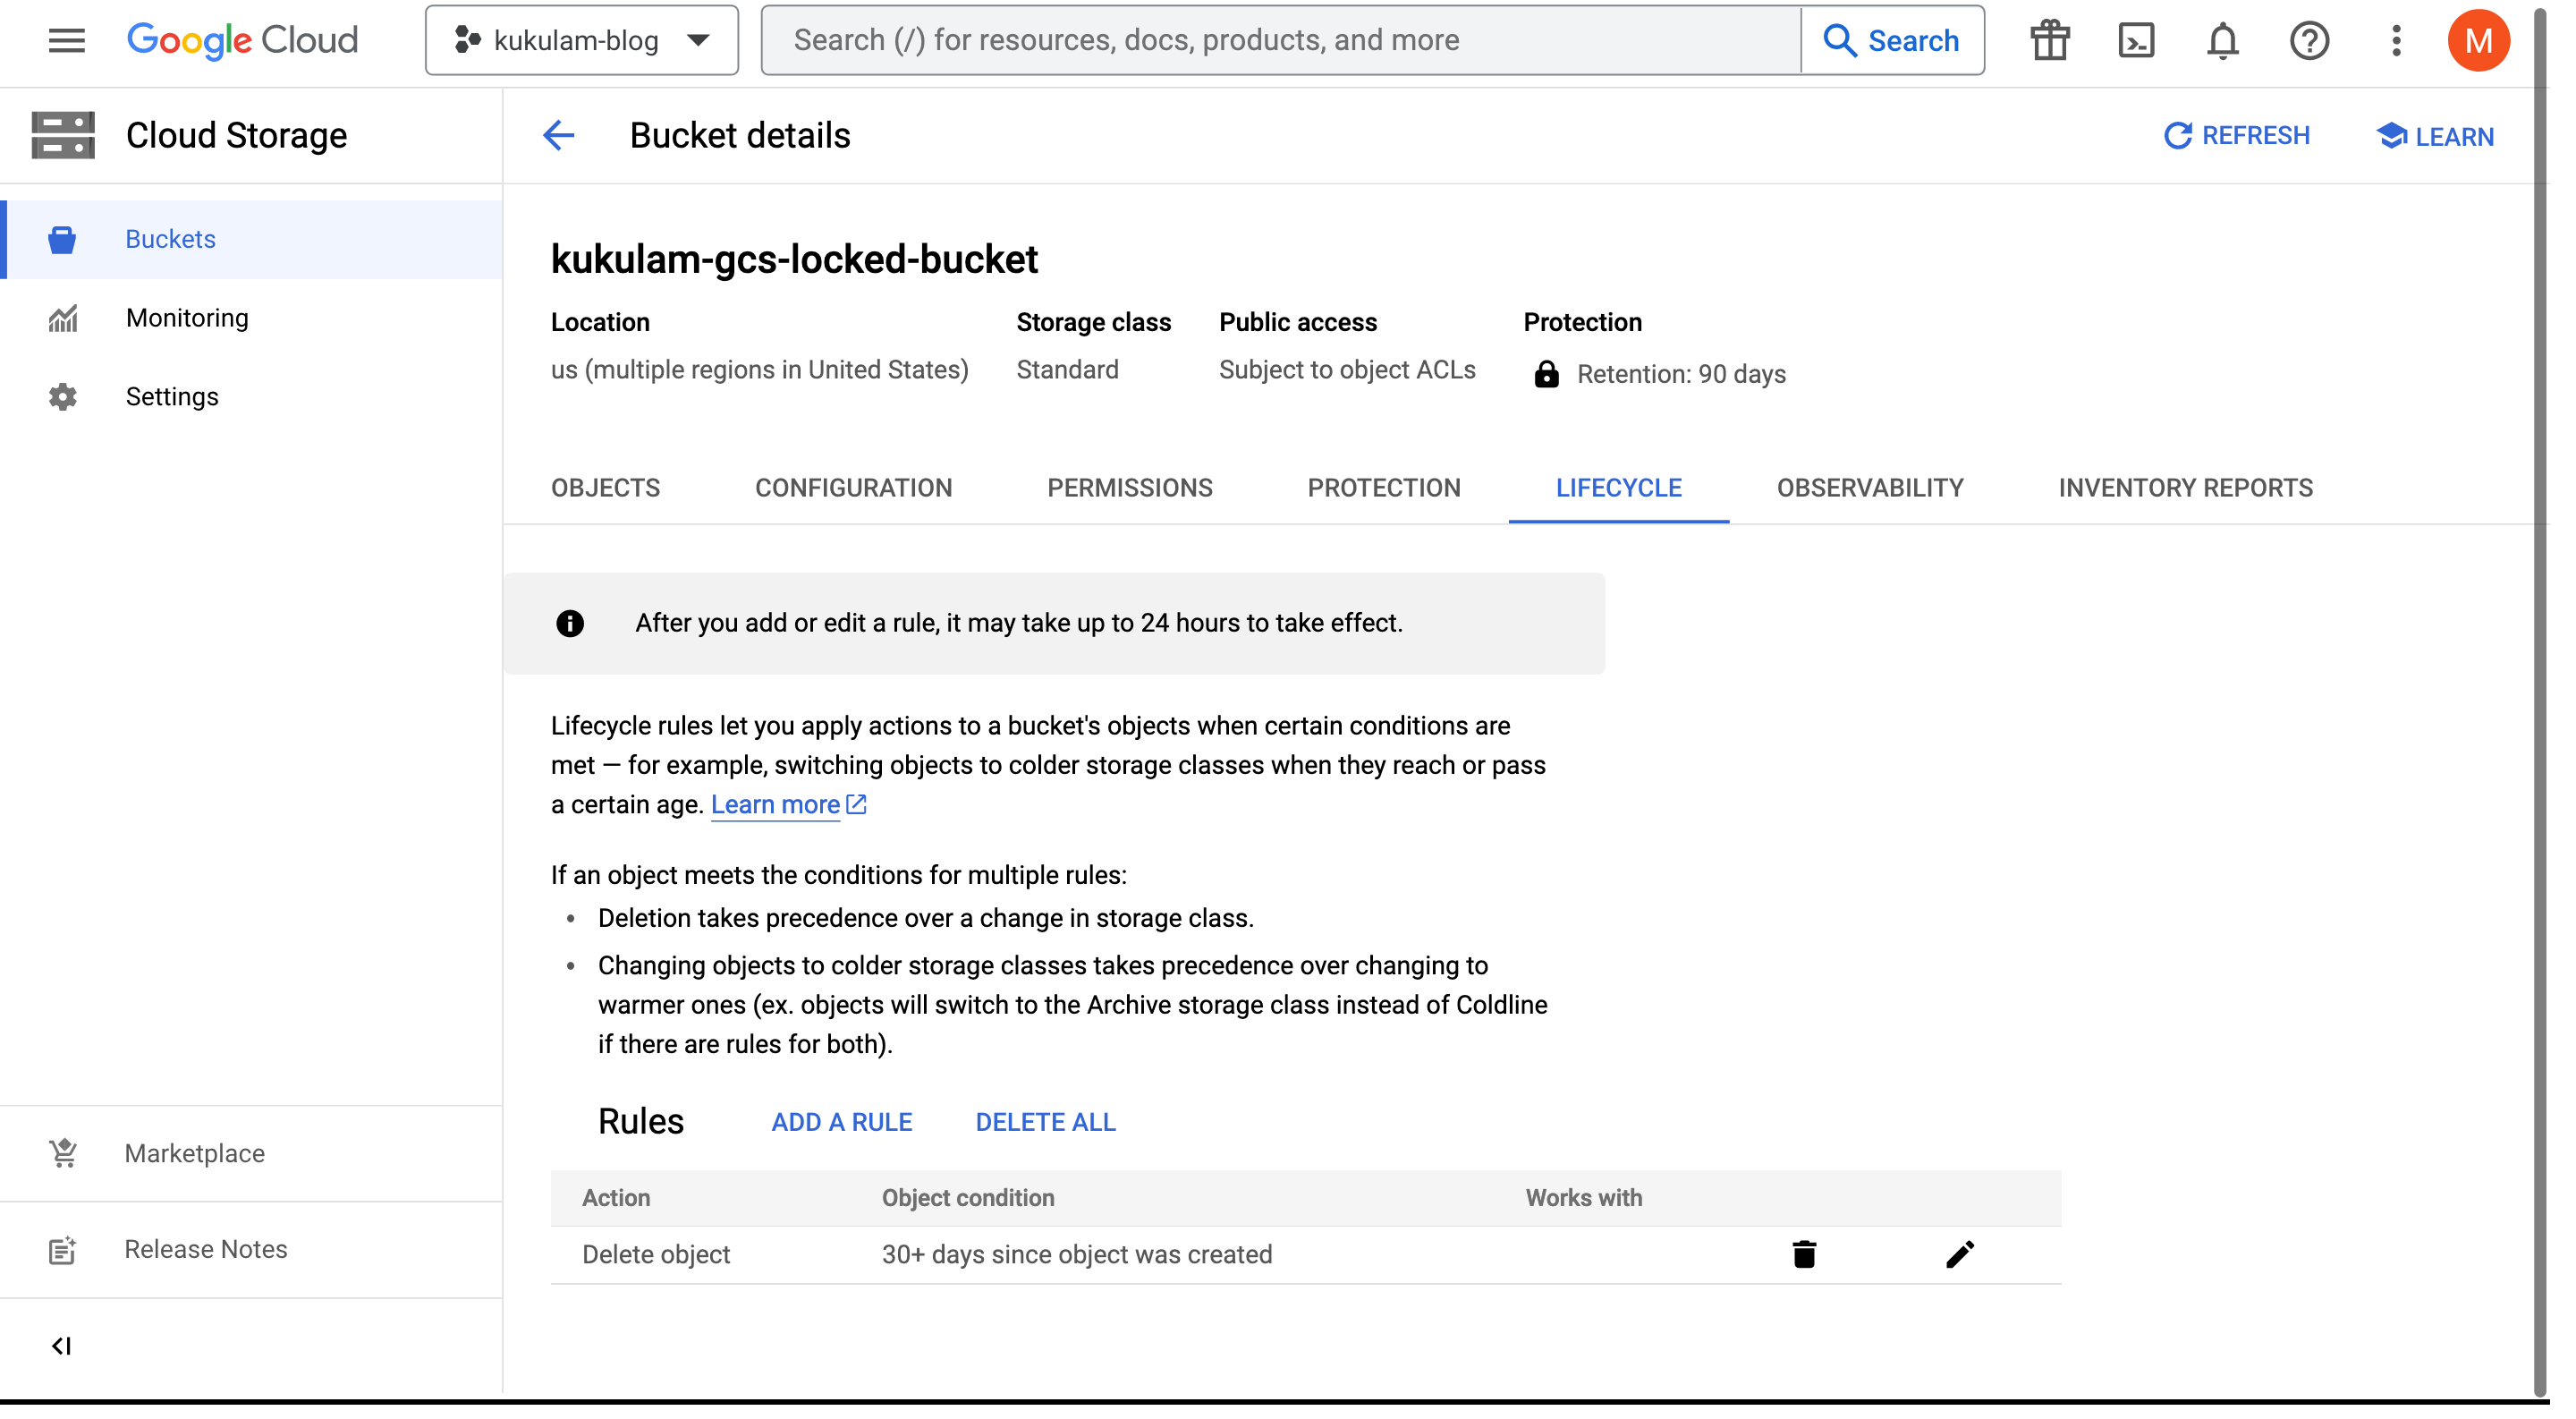 Google Cloud
kukulam-blog
Search (/) for resources, docs, products, and more
Search
M
Cloud Storage
Bucket details
REFRESH
LEARN
Buckets
Monitoring
Settings
Marketplace
Release Notes
kukulam-gcs-locked-bucket
Location
us (multiple regions in United States)
Storage class
Standard
Public access
Subject to object ACLs
Protection
Retention: 90 days
OBJECTS
CONFIGURATION
PERMISSIONS
PROTECTION
LIFECYCLE
OBSERVABILITY
INVENTORY REPORTS
After you add or edit a rule, it may take up to 24 hours to take effect.
Lifecycle rules let you apply actions to a bucket's objects when certain conditions are
met — for example, switching objects to colder storage classes when they reach or pass
a certain age. Learn more
If an object meets the conditions for multiple rules:
• Deletion takes precedence over a change in storage class.
• Changing objects to colder storage classes takes precedence over changing to
warmer ones (ex. objects will switch to the Archive storage class instead of Coldline
if there are rules for both).
Rules
ADD A RULE
DELETE ALL
Action Object condition Works with
Delete object 30+ days since object was created